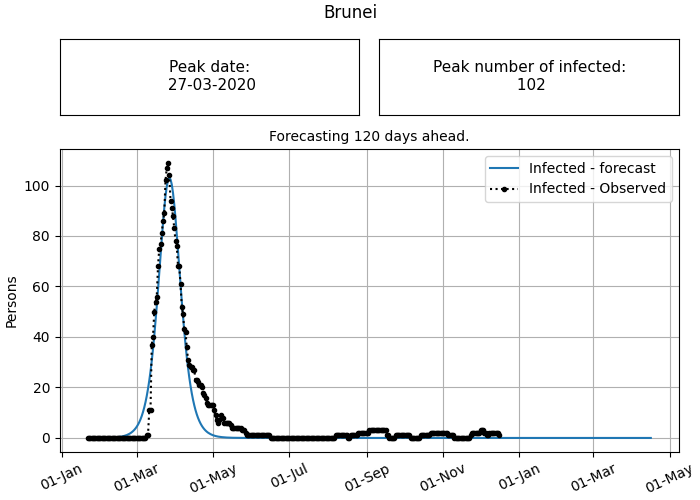 Brunei
Peak date:
27-03-2020
Peak number of infected:
102
Forecasting 120 days ahead.
Infected - forecast
Infected - Observed
Persons
100
80
60
40
20
0
01-Jan
01-Mar
01-May
01-Jul
01-Sep
01-Nov
01-Jan
01-Mar
01-May